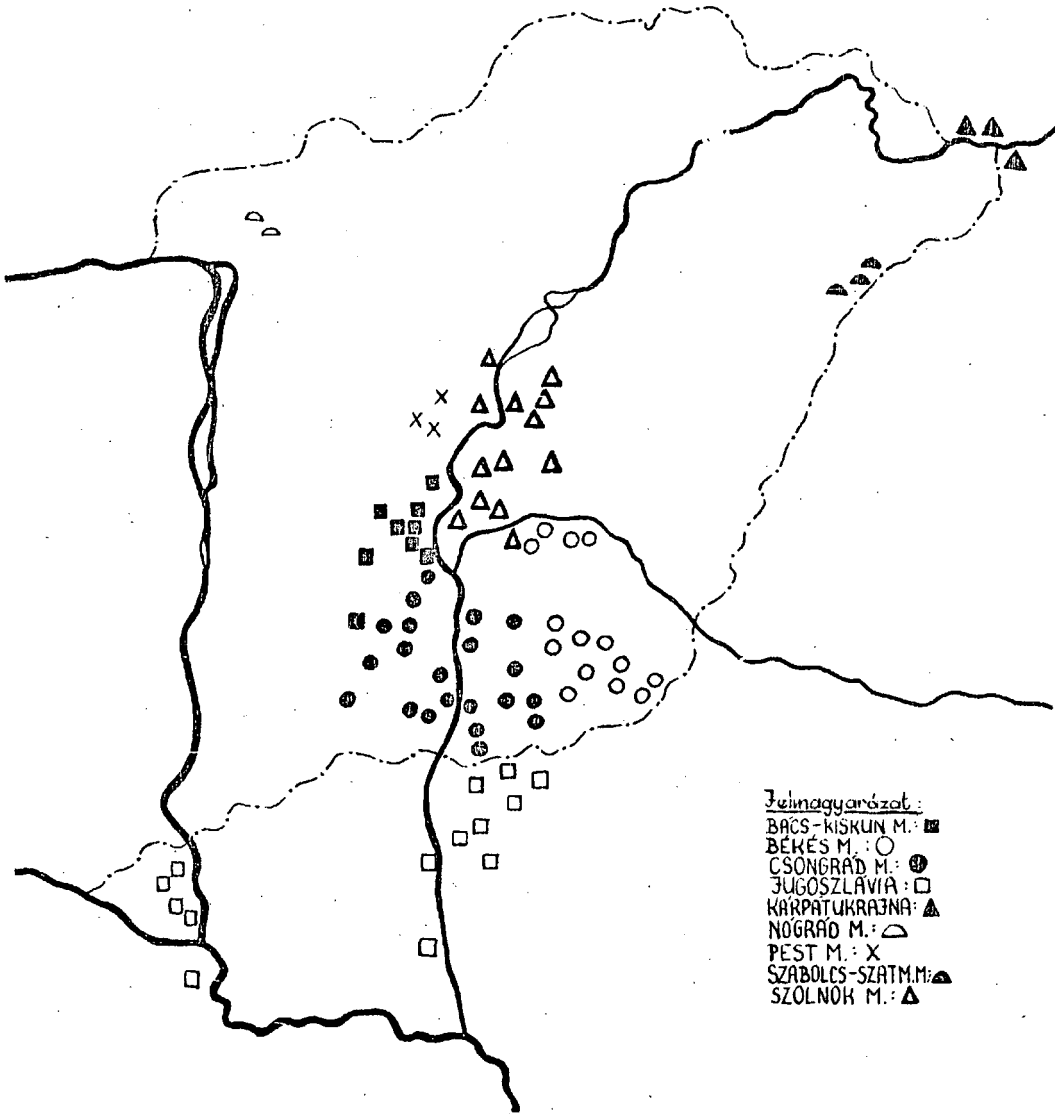 Jelmagyarázat:
BÁCS-KISKUN M.: ■
BÉKÉS M.: ○
CSONGRÁD M.: ●
JUGOSZLÁVIA: □
KÁRPÁTUKRAJNA: ▲
NÓGRÁD M.: ⌓
PEST M.: X
SZABOLCS-SZATM.M:
SZOLNOK M.: △